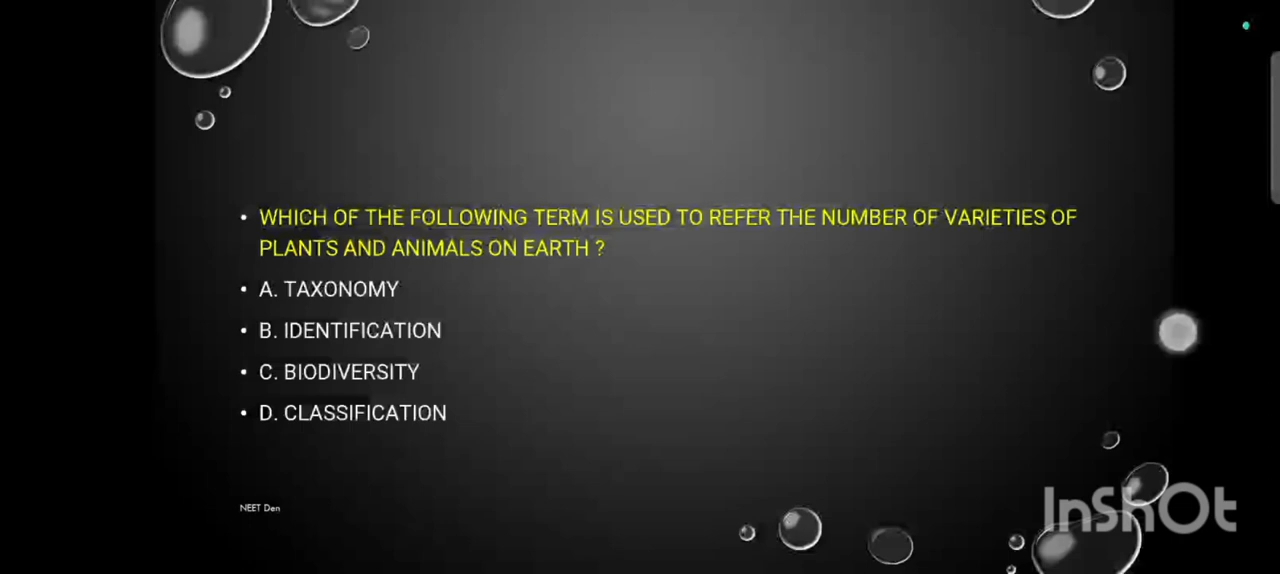 • WHICH OF THE FOLLOWING TERM IS USED TO REFER THE NUMBER OF VARIETIES OF
PLANTS AND ANIMALS ON EARTH ?
• A. TAXONOMY
• B. IDENTIFICATION
• C. BIODIVERSITY
• D. CLASSIFICATION
NEET Den
InShOt